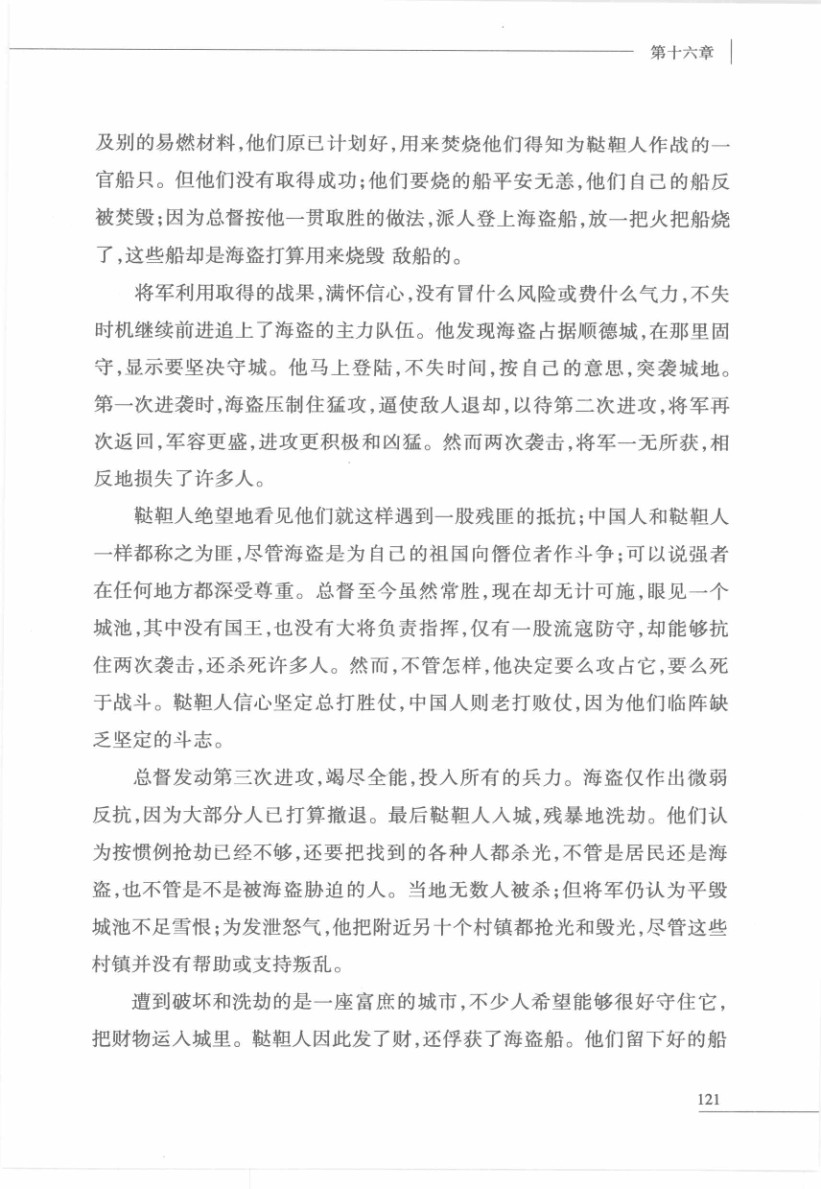 第十六章
及别的易燃材料,他们原已计划好,用来焚烧他们得知为鞑靼人作战的一
官船只。但他们没有取得成功;他们要烧的船平安无恙,他们自己的船反
被焚毁;因为总督按他一贯取胜的做法,派人登上海盗船,放一把火把船烧
了,这些船却是海盗打算用来烧毁 敌船的。
将军利用取得的战果,满怀信心,没有冒什么风险或费什么气力,不失
时机继续前进追上了海盗的主力队伍。他发现海盗占据顺德城,在那里固
守,显示要坚决守城。他马上登陆,不失时间,按自己的意思,突袭城地。
第一次进袭时,海盗压制住猛攻,逼使敌人退却,以待第二次进攻,将军再
次返回,军容更盛,进攻更积极和凶猛。然而两次袭击,将军一无所获,相
反地损失了许多人。
鞑靼人绝望地看见他们就这样遇到一股残匪的抵抗;中国人和鞑靼人
一样都称之为匪,尽管海盗是为自己的祖国向僭位者作斗争;可以说强者
在任何地方都深受尊重。总督至今虽然常胜,现在却无计可施,眼见一个
城池,其中没有国王,也没有大将负责指挥,仅有一股流寇防守,却能够抗
住两次袭击,还杀死许多人。然而,不管怎样,他决定要么攻占它,要么死
于战斗。鞑靼人信心坚定总打胜仗,中国人则老打败仗,因为他们临阵缺
乏坚定的斗志。
总督发动第三次进攻,竭尽全能,投入所有的兵力。海盗仅作出微弱
反抗,因为大部分人已打算撤退。最后鞑靼人入城,残暴地洗劫。他们认
为按惯例抢劫已经不够,还要把找到的各种人都杀光,不管是居民还是海
盗,也不管是不是被海盗胁迫的人。当地无数人被杀;但将军仍认为平毁
城池不足雪恨;为发泄怒气,他把附近另十个村镇都抢光和毁光,尽管这些
村镇并没有帮助或支持叛乱。
遭到破坏和洗劫的是一座富庶的城市,不少人希望能够很好守住它,
把财物运入城里。鞑靼人因此发了财,还俘获了海盗船。他们留下好的船
121